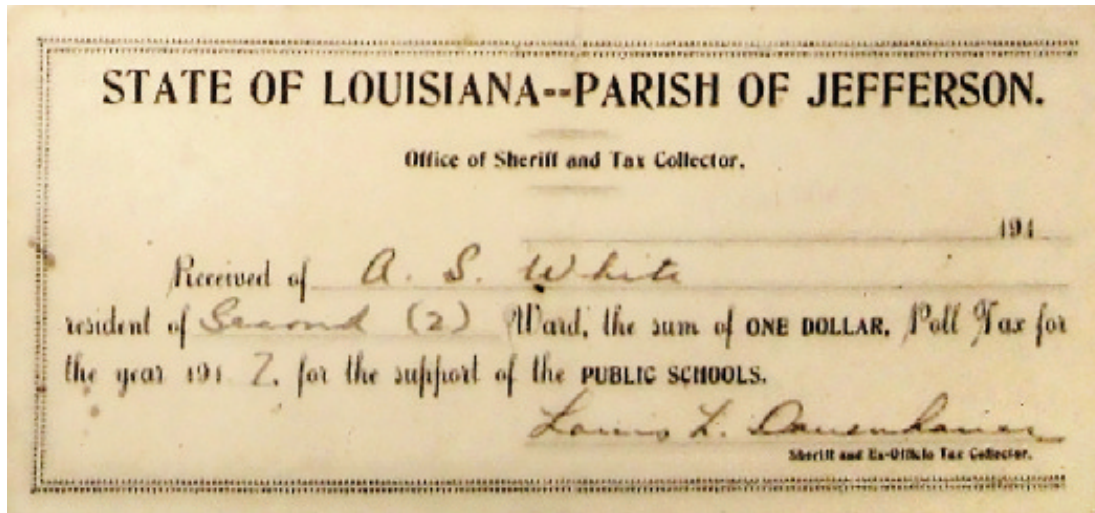 STATE OF LOUISIANA--PARISH OF JEFFERSON.
Office of Sheriff and Tax Collector.
191
Received of A. S. White
resident of Second (2) Ward, the sum of ONE DOLLAR, Poll Tax for
the year 191 7, for the support of the PUBLIC SCHOOLS.
Louis L.
Sheriff and Ex-Officio Tax Collector.